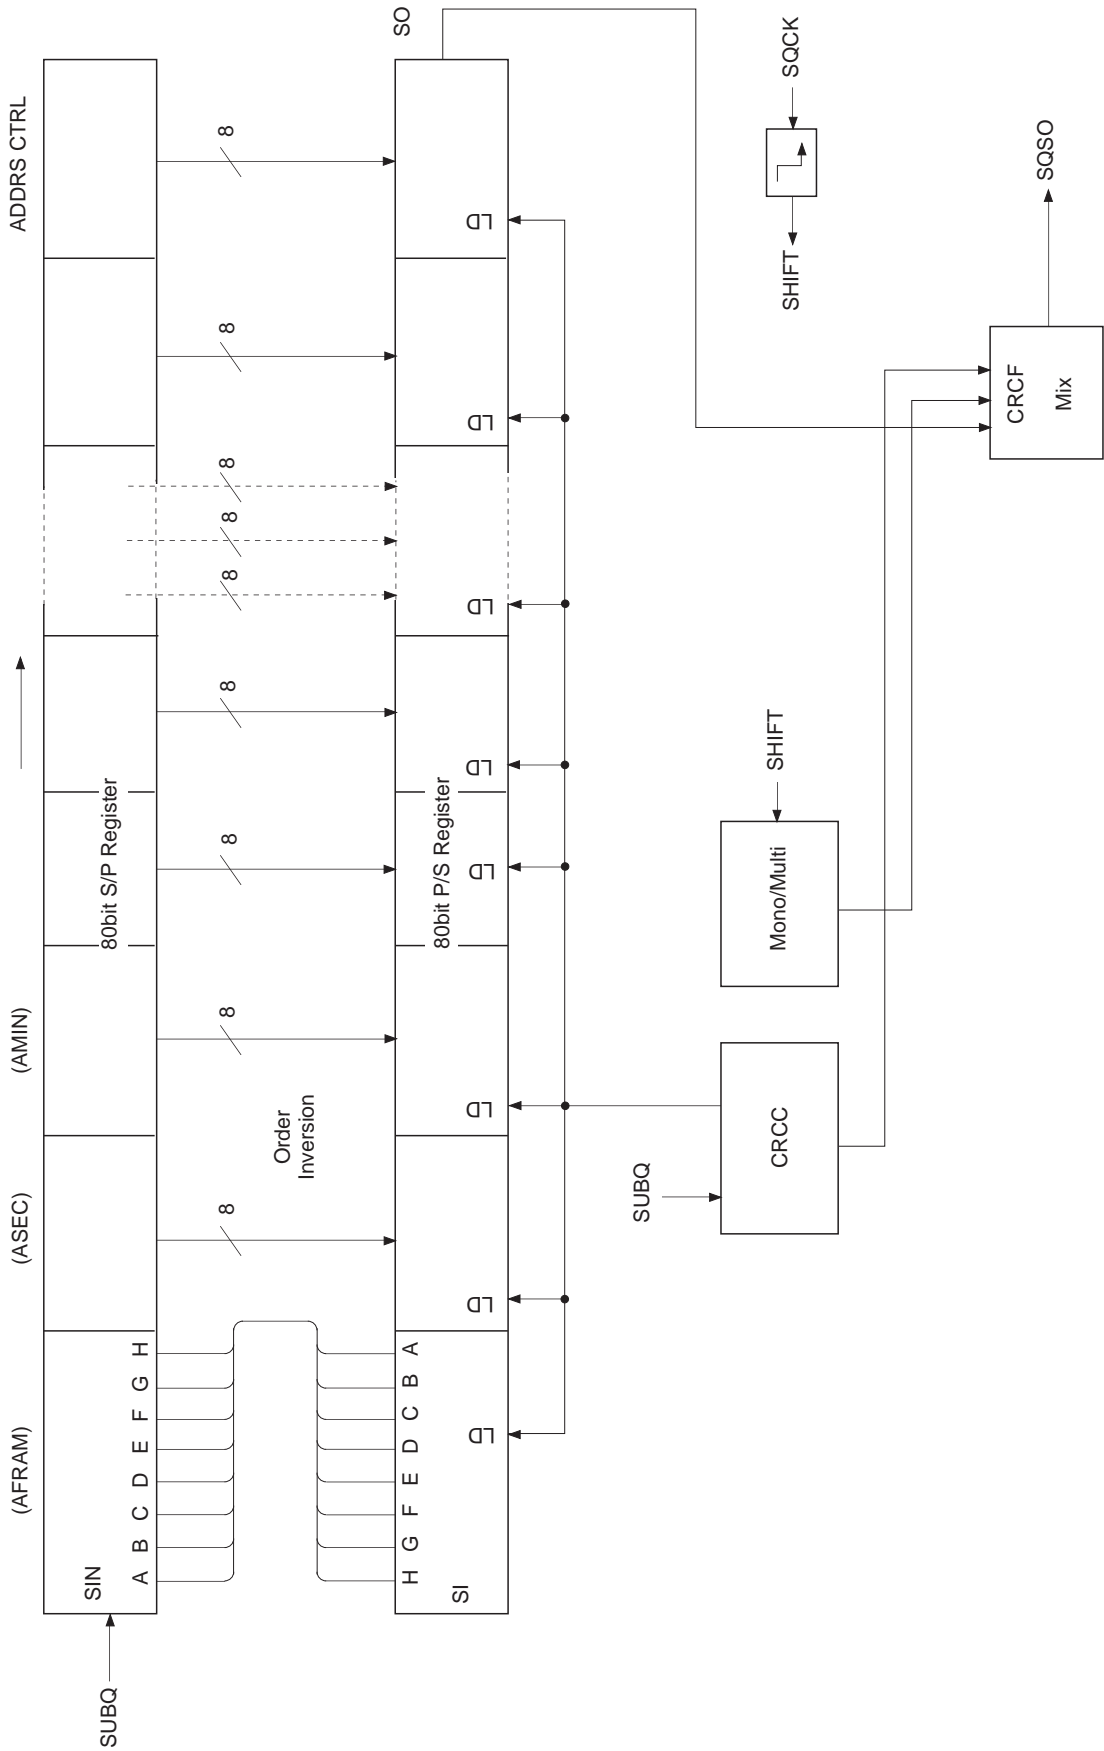 (AFRAM) (ASEC) (AMIN) ADDRS CTRL
SUBQ
SIN
80bit S/P Register
A B C D E F G H
8 8 8 8 8 8 8 8 8
Order
Inversion
SO
H G F E D C B A
80bit P/S Register
SI
LD LD LD LD LD LD LD LD
SUBQ
CRCC
Mono/Multi
SHIFT
SHIFT
SQCK
CRCF
Mix
SQSO